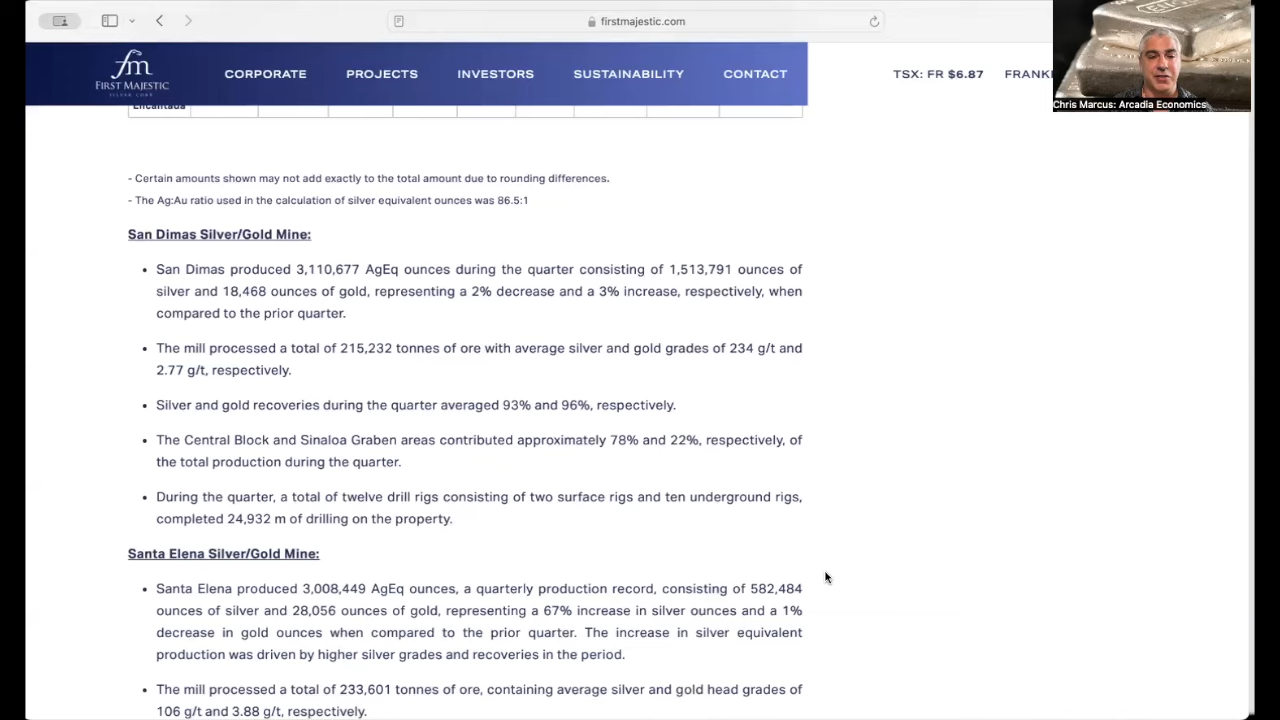 firstmajestic.com
fm
FIRST MAJESTIC
SILVER CORP
CORPORATE PROJECTS INVESTORS SUSTAINABILITY CONTACT
TSX: FR $6.87 FRANK
Chris Marcus: Arcadia Economics
Encantada
- Certain amounts shown may not add exactly to the total amount due to rounding differences.
- The Ag:Au ratio used in the calculation of silver equivalent ounces was 86.5:1
San Dimas Silver/Gold Mine:
• San Dimas produced 3,110,677 AgEq ounces during the quarter consisting of 1,513,791 ounces of
silver and 18,468 ounces of gold, representing a 2% decrease and a 3% increase, respectively, when
compared to the prior quarter.
• The mill processed a total of 215,232 tonnes of ore with average silver and gold grades of 234 g/t and
2.77 g/t, respectively.
• Silver and gold recoveries during the quarter averaged 93% and 96%, respectively.
• The Central Block and Sinaloa Graben areas contributed approximately 78% and 22%, respectively, of
the total production during the quarter.
• During the quarter, a total of twelve drill rigs consisting of two surface rigs and ten underground rigs,
completed 24,932 m of drilling on the property.
Santa Elena Silver/Gold Mine:
• Santa Elena produced 3,008,449 AgEq ounces, a quarterly production record, consisting of 582,484
ounces of silver and 28,056 ounces of gold, representing a 67% increase in silver ounces and a 1%
decrease in gold ounces when compared to the prior quarter. The increase in silver equivalent
production was driven by higher silver grades and recoveries in the period.
• The mill processed a total of 233,601 tonnes of ore, containing average silver and gold head grades of
106 g/t and 3.88 g/t, respectively.